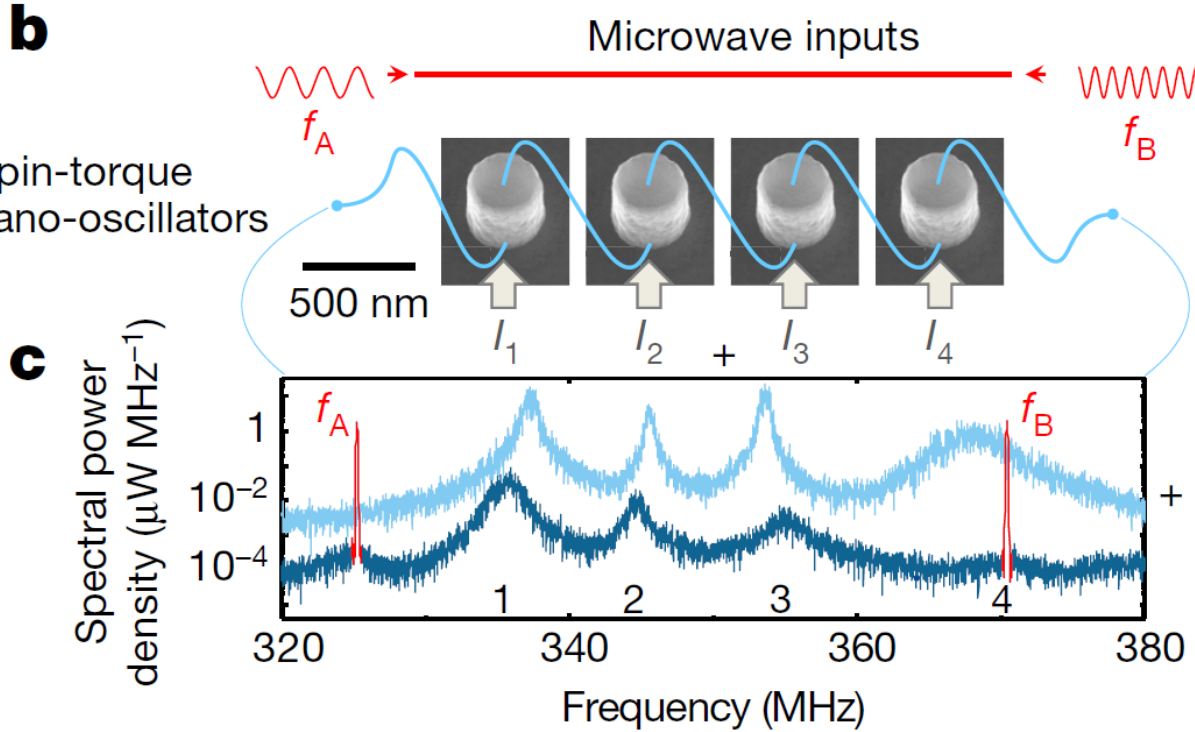 b
Microwave inputs
f_A
f_B
pin-torque
ano-oscillators
500 nm
I_1
I_2
+
I_3
I_4
c
Spectral power
density (μW MHz⁻¹)
f_A
f_B
1
10⁻²
10⁻⁴
+
1
2
3
4
320
340
360
380
Frequency (MHz)